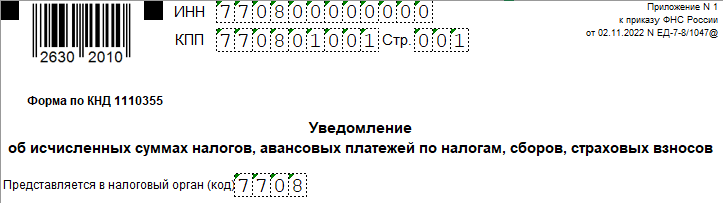 ИНН 770800000000
КПП 770801001 Стр. 001
Приложение N 1
к приказу ФНС России
от 02.11.2022 N ЕД-7-8/1047@
2630 2010
Форма по КНД 1110355
Уведомление
об исчисленных суммах налогов, авансовых платежей по налогам, сборов, страховых взносов
Представляется в налоговый орган (код) 7708